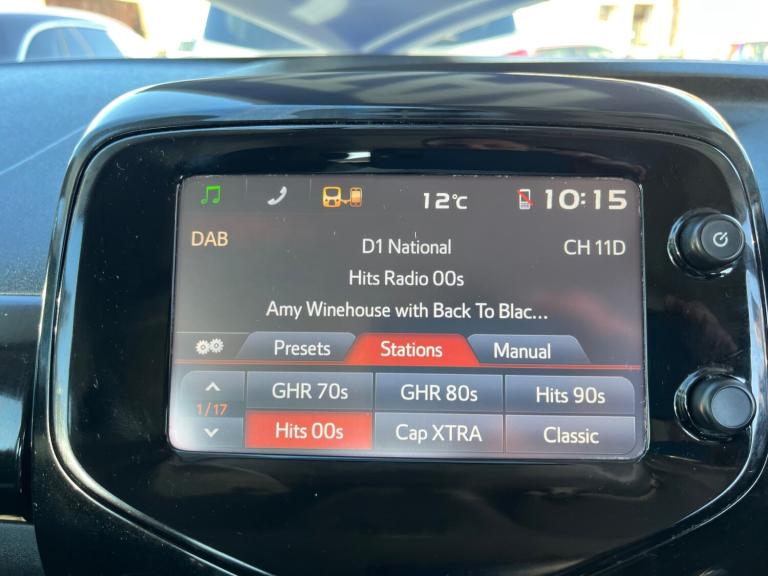 12°C 10:15
DAB D1 National CH 11D
Hits Radio 00s
Amy Winehouse with Back To Blac...
Presets Stations Manual
GHR 70s GHR 80s Hits 90s
1/17
Hits 00s Cap XTRA Classic